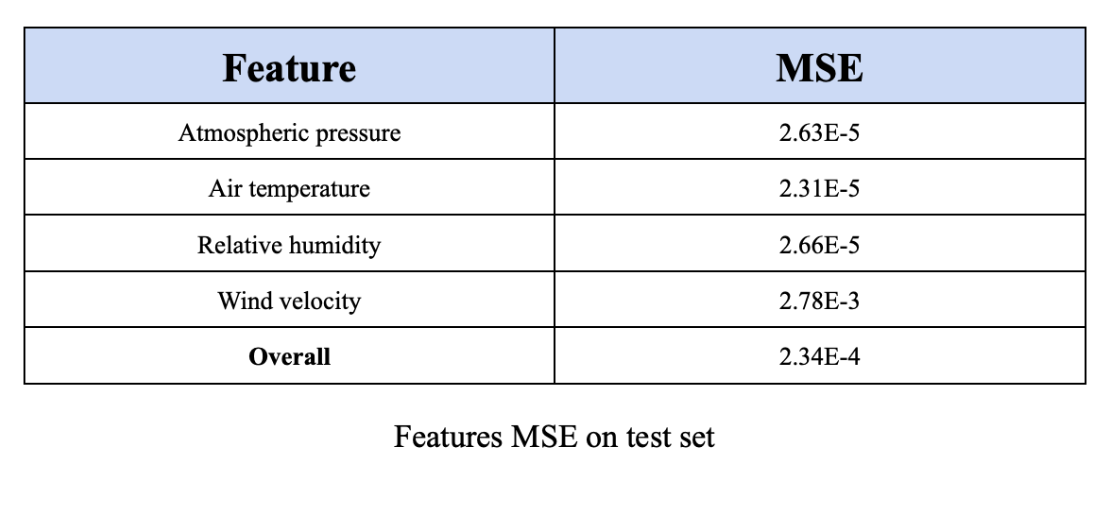 Feature MSE
Atmospheric pressure 2.63E-5
Air temperature 2.31E-5
Relative humidity 2.66E-5
Wind velocity 2.78E-3
Overall 2.34E-4
Features MSE on test set